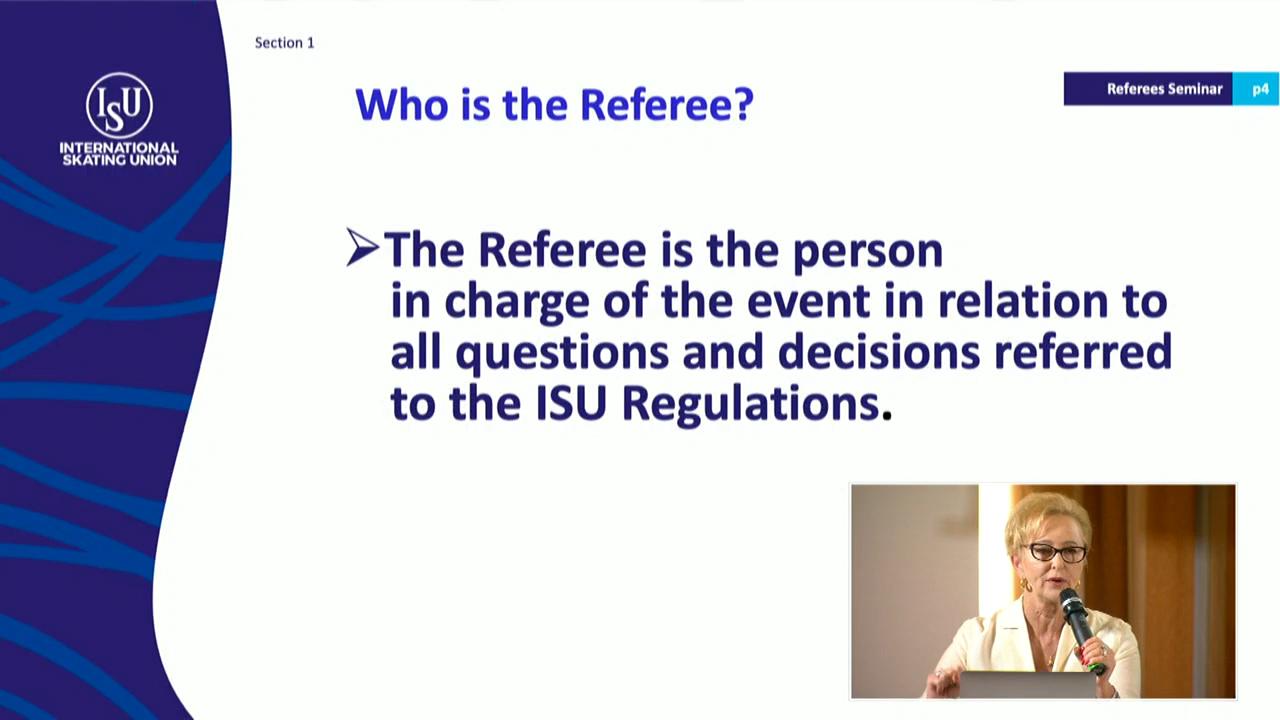 Section 1
Who is the Referee?
Referees Seminar p4
ISU
INTERNATIONAL
SKATING UNION
➢The Referee is the person
in charge of the event in relation to
all questions and decisions referred
to the ISU Regulations.